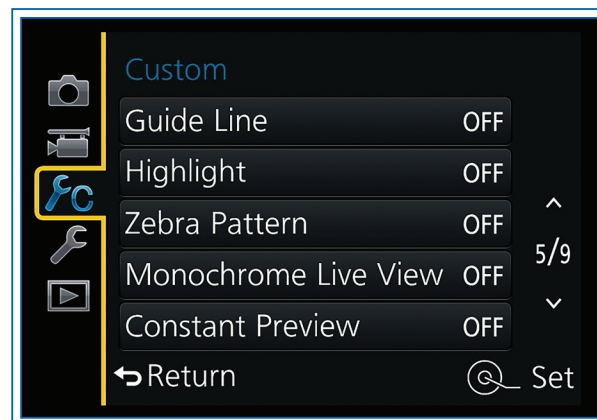 Custom
Guide Line OFF
Highlight OFF
Zebra Pattern OFF
Monochrome Live View OFF
Constant Preview OFF
5/9
Return Set
C